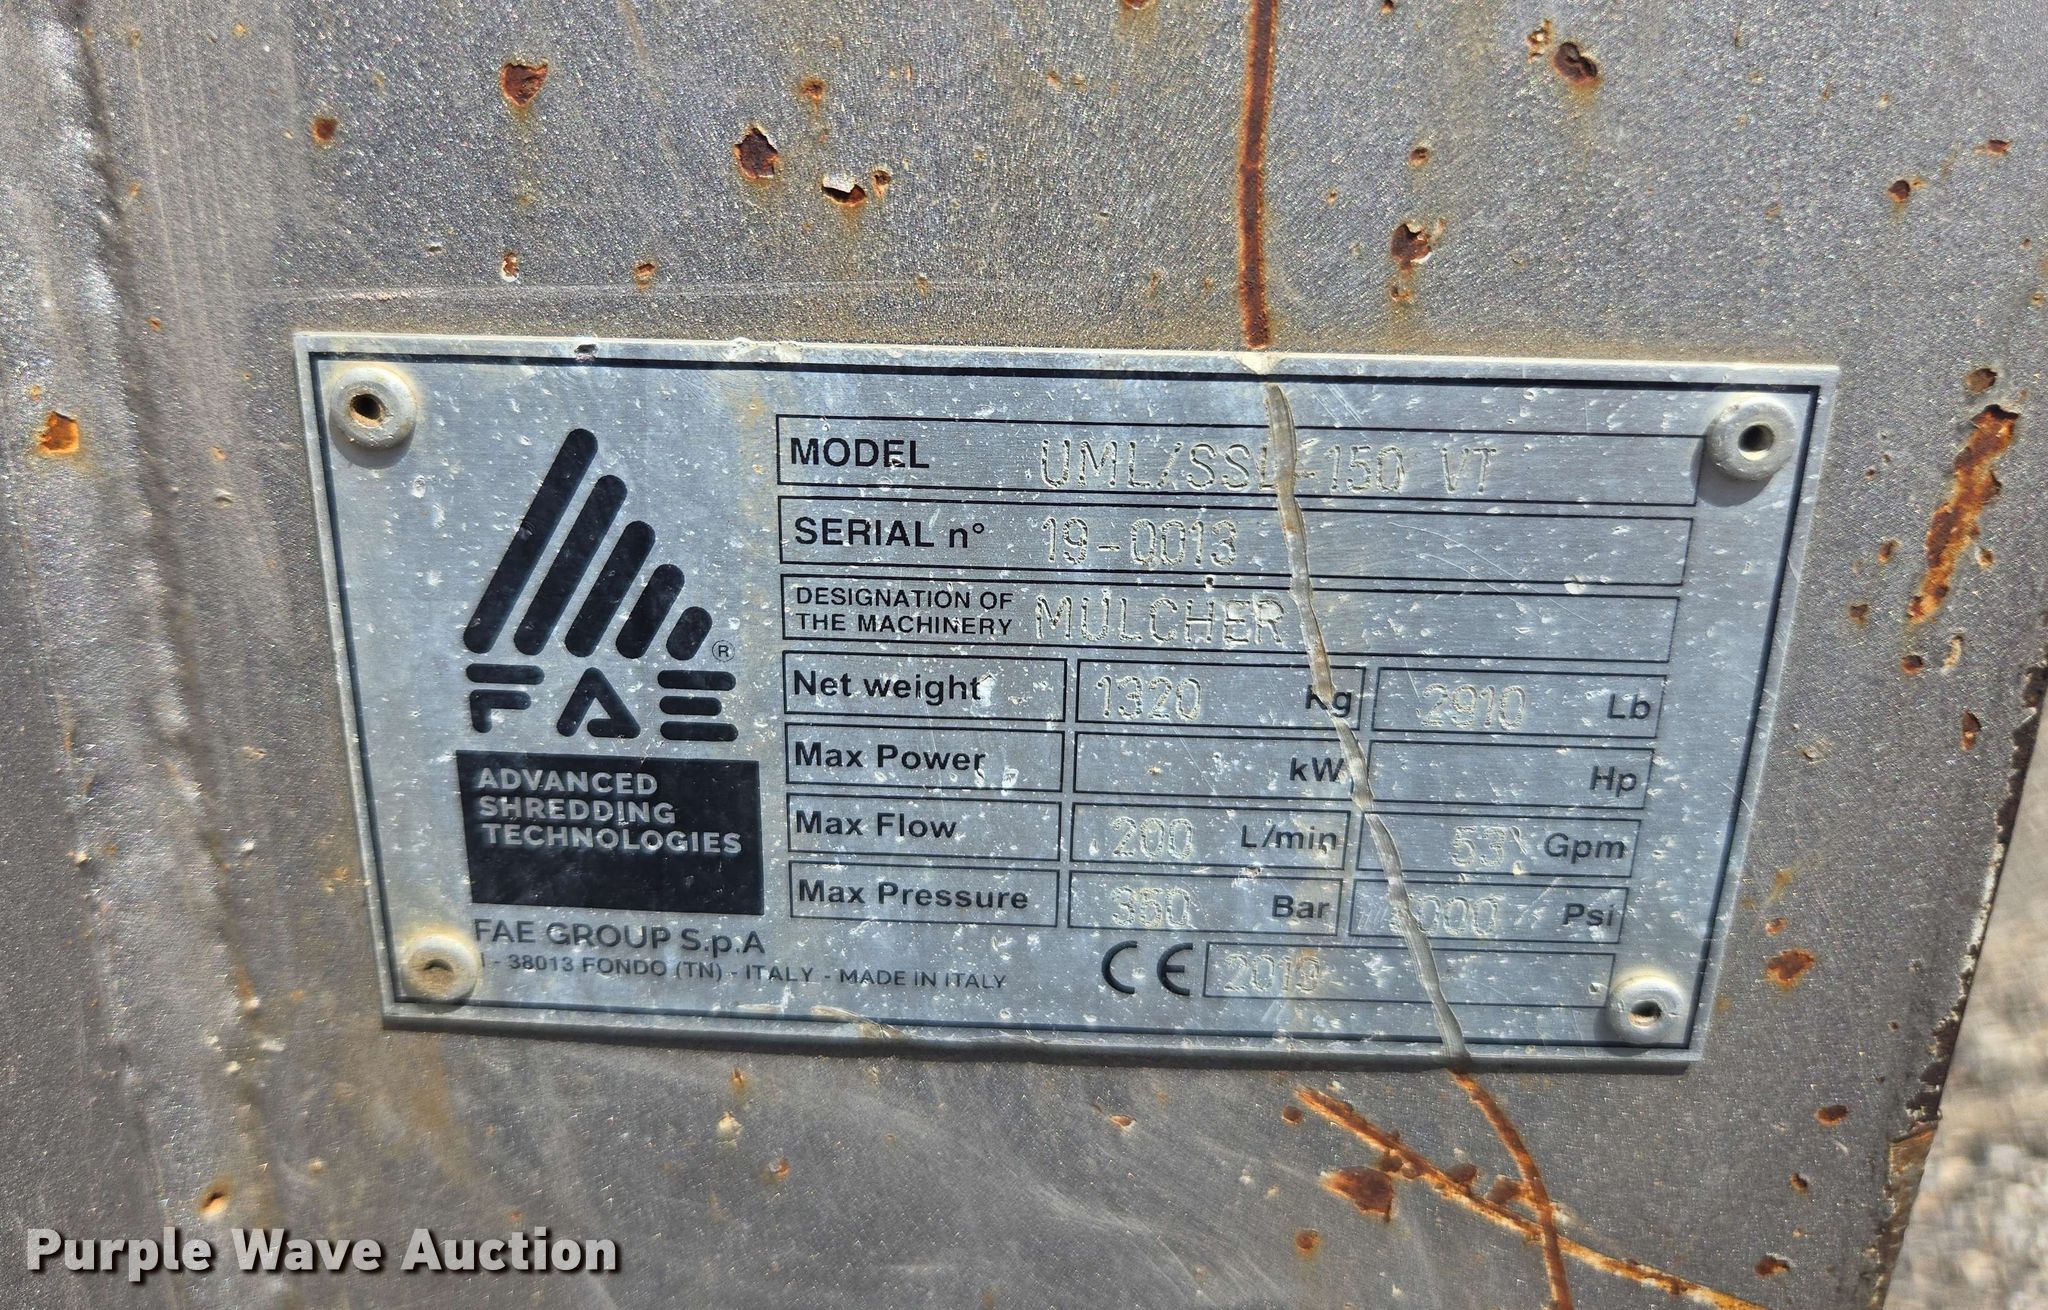 MODEL UML/SSL-150 VT
SERIAL n° 19-0013
DESIGNATION OF
THE MACHINERY MULCHER
Net weight 1320 Kg 2910 Lb
Max Power kW Hp
Max Flow 200 L/min 53 Gpm
Max Pressure 350 Bar Psi
®
FAE
ADVANCED
SHREDDING
TECHNOLOGIES
FAE GROUP S.p.A
I - 38013 FONDO (TN) - ITALY - MADE IN ITALY
CE 2019
Purple Wave Auction